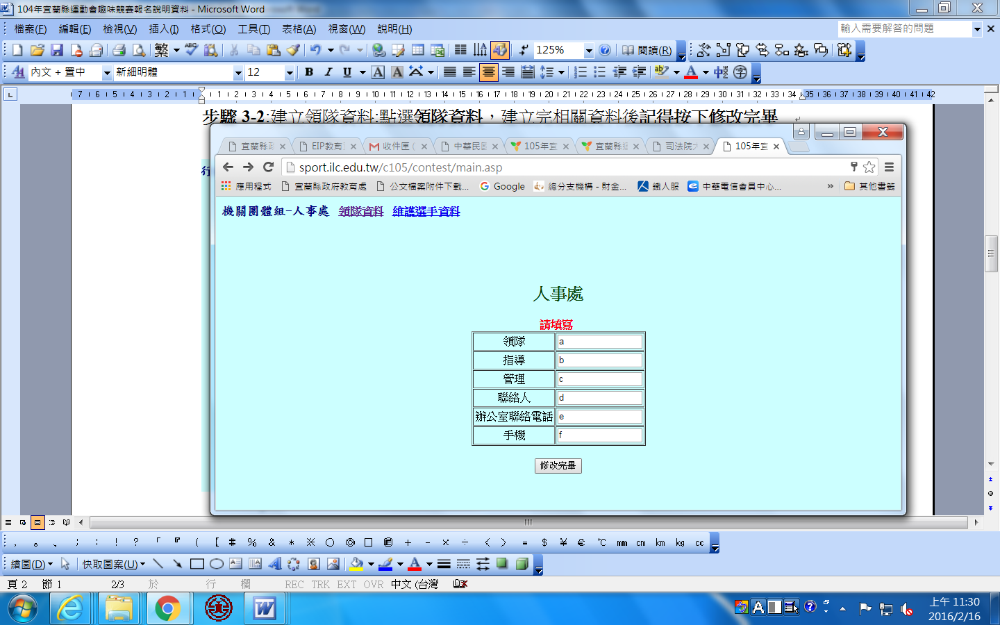 104年宜蘭縣運動會趣味競賽報名說明資料 - Microsoft Word
檔案(F) 編輯(E) 檢視(V) 插入(I) 格式(O) 工具(T) 表格(A) 視窗(W) 說明(H) 輸入需要解答的問題
繁 125% 閱讀(R)
內文 + 置中 新細明體 12 B I U A A A 中 字
7 6 5 4 3 2 1 1 2 3 4 5 6 7 8 9 10 11 12 13 14 15 16 17 18 19 20 21 22 23 24 25 26 27 28 29 30 31 32 33 34 35 36 37 38 39 40 41 42
步驟 3-2:建立領隊資料:點選領隊資料，建立完相關資料後記得按下修改完畢
行
宜蘭縣政 EIP教育 收件匣 ( 中華民國 105年宜 宜蘭縣 司法院 105年宜
sport.ilc.edu.tw/c105/contest/main.asp
應用程式 宜蘭縣政府教育處 公文檔案附件下載... Google 總分支機構 - 財金... 鐵人服 中華電信會員中心... » 其他書籤
機關團體組-人事處 領隊資料 維護選手資料
人事處
請填寫
領隊 a
指導 b
管理 c
聯絡人 d
辦公室聯絡電話 e
手機 f
修改完畢
， 。 、 ； ： ！ ？ 「 『 （ 【 # % & * ※ ○ ◎ □ + - × ÷ 〈 〉 = $ ¥ € ℃ mm cm km kg cc
繪圖(D) 快取圖案(U)
頁 2 節 1 2/3 於 行 欄 REC TRK EXT OVR 中文 (台灣
上午 11:30
2016/2/16